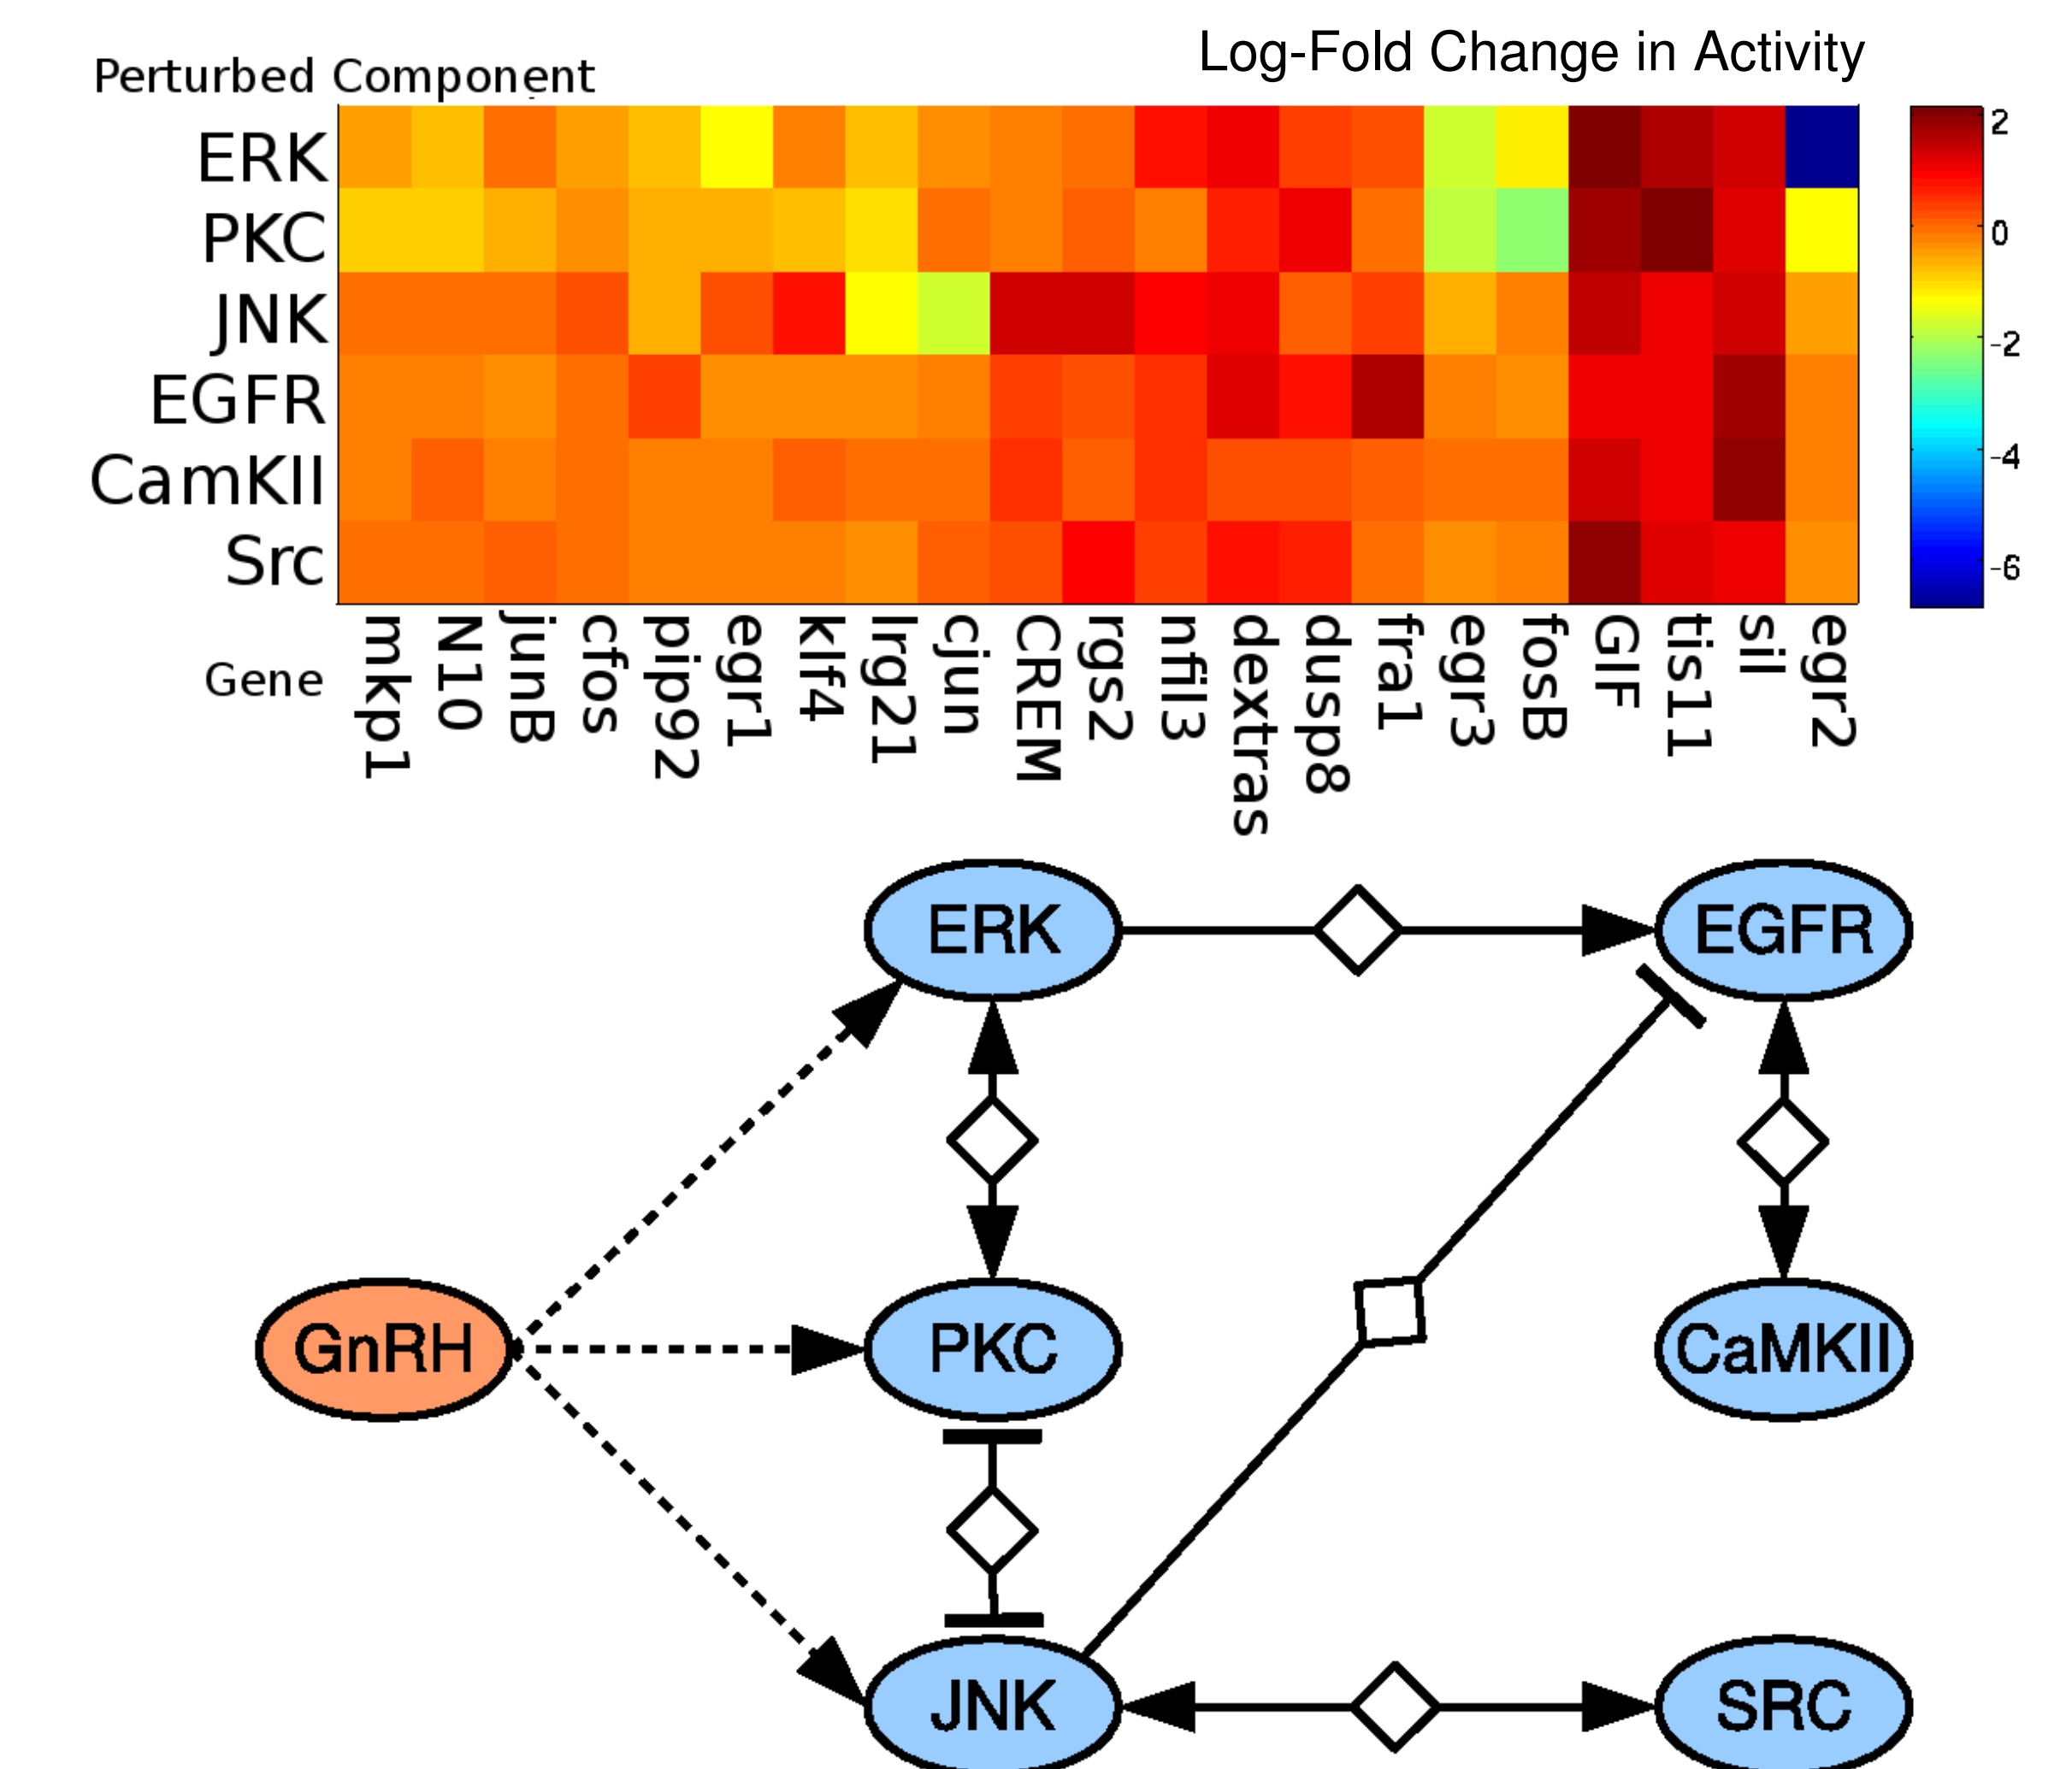 Log-Fold Change in Activity
Perturbed Component
ERK
PKC
JNK
EGFR
CamKII
Src
2
0
-2
-4
-6
Gene
mkp1
N10
junB
cfos
pip92
egr1
klf4
lrg21
cjun
CREM
rgs2
nfil3
dextras
dusp8
fra1
egr3
fosB
GIF
tis11
sil
egr2
ERK
EGFR
GnRH
PKC
CaMKII
JNK
SRC